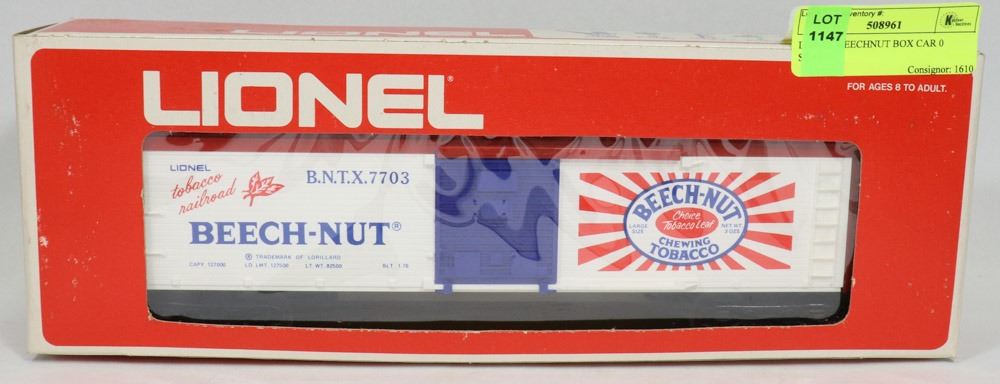 LOT
1147
ventory #:
508961
EECHNUT BOX CAR 0
Consignor: 1610
LIONEL®
FOR AGES 8 TO ADULT.
LIONEL
tobacco
railroad
B.N.T.X. 7703
BEECH-NUT®
® TRADEMARK OF LORILLARD
CAPY. 127000 LD. LMT. 127500 LT. WT. 82500 BLT. 1-76
BEECH-NUT
Choice
Tobacco Leaf
LARGE
SIZE
NET WT.
3 OZS
CHEWING
TOBACCO